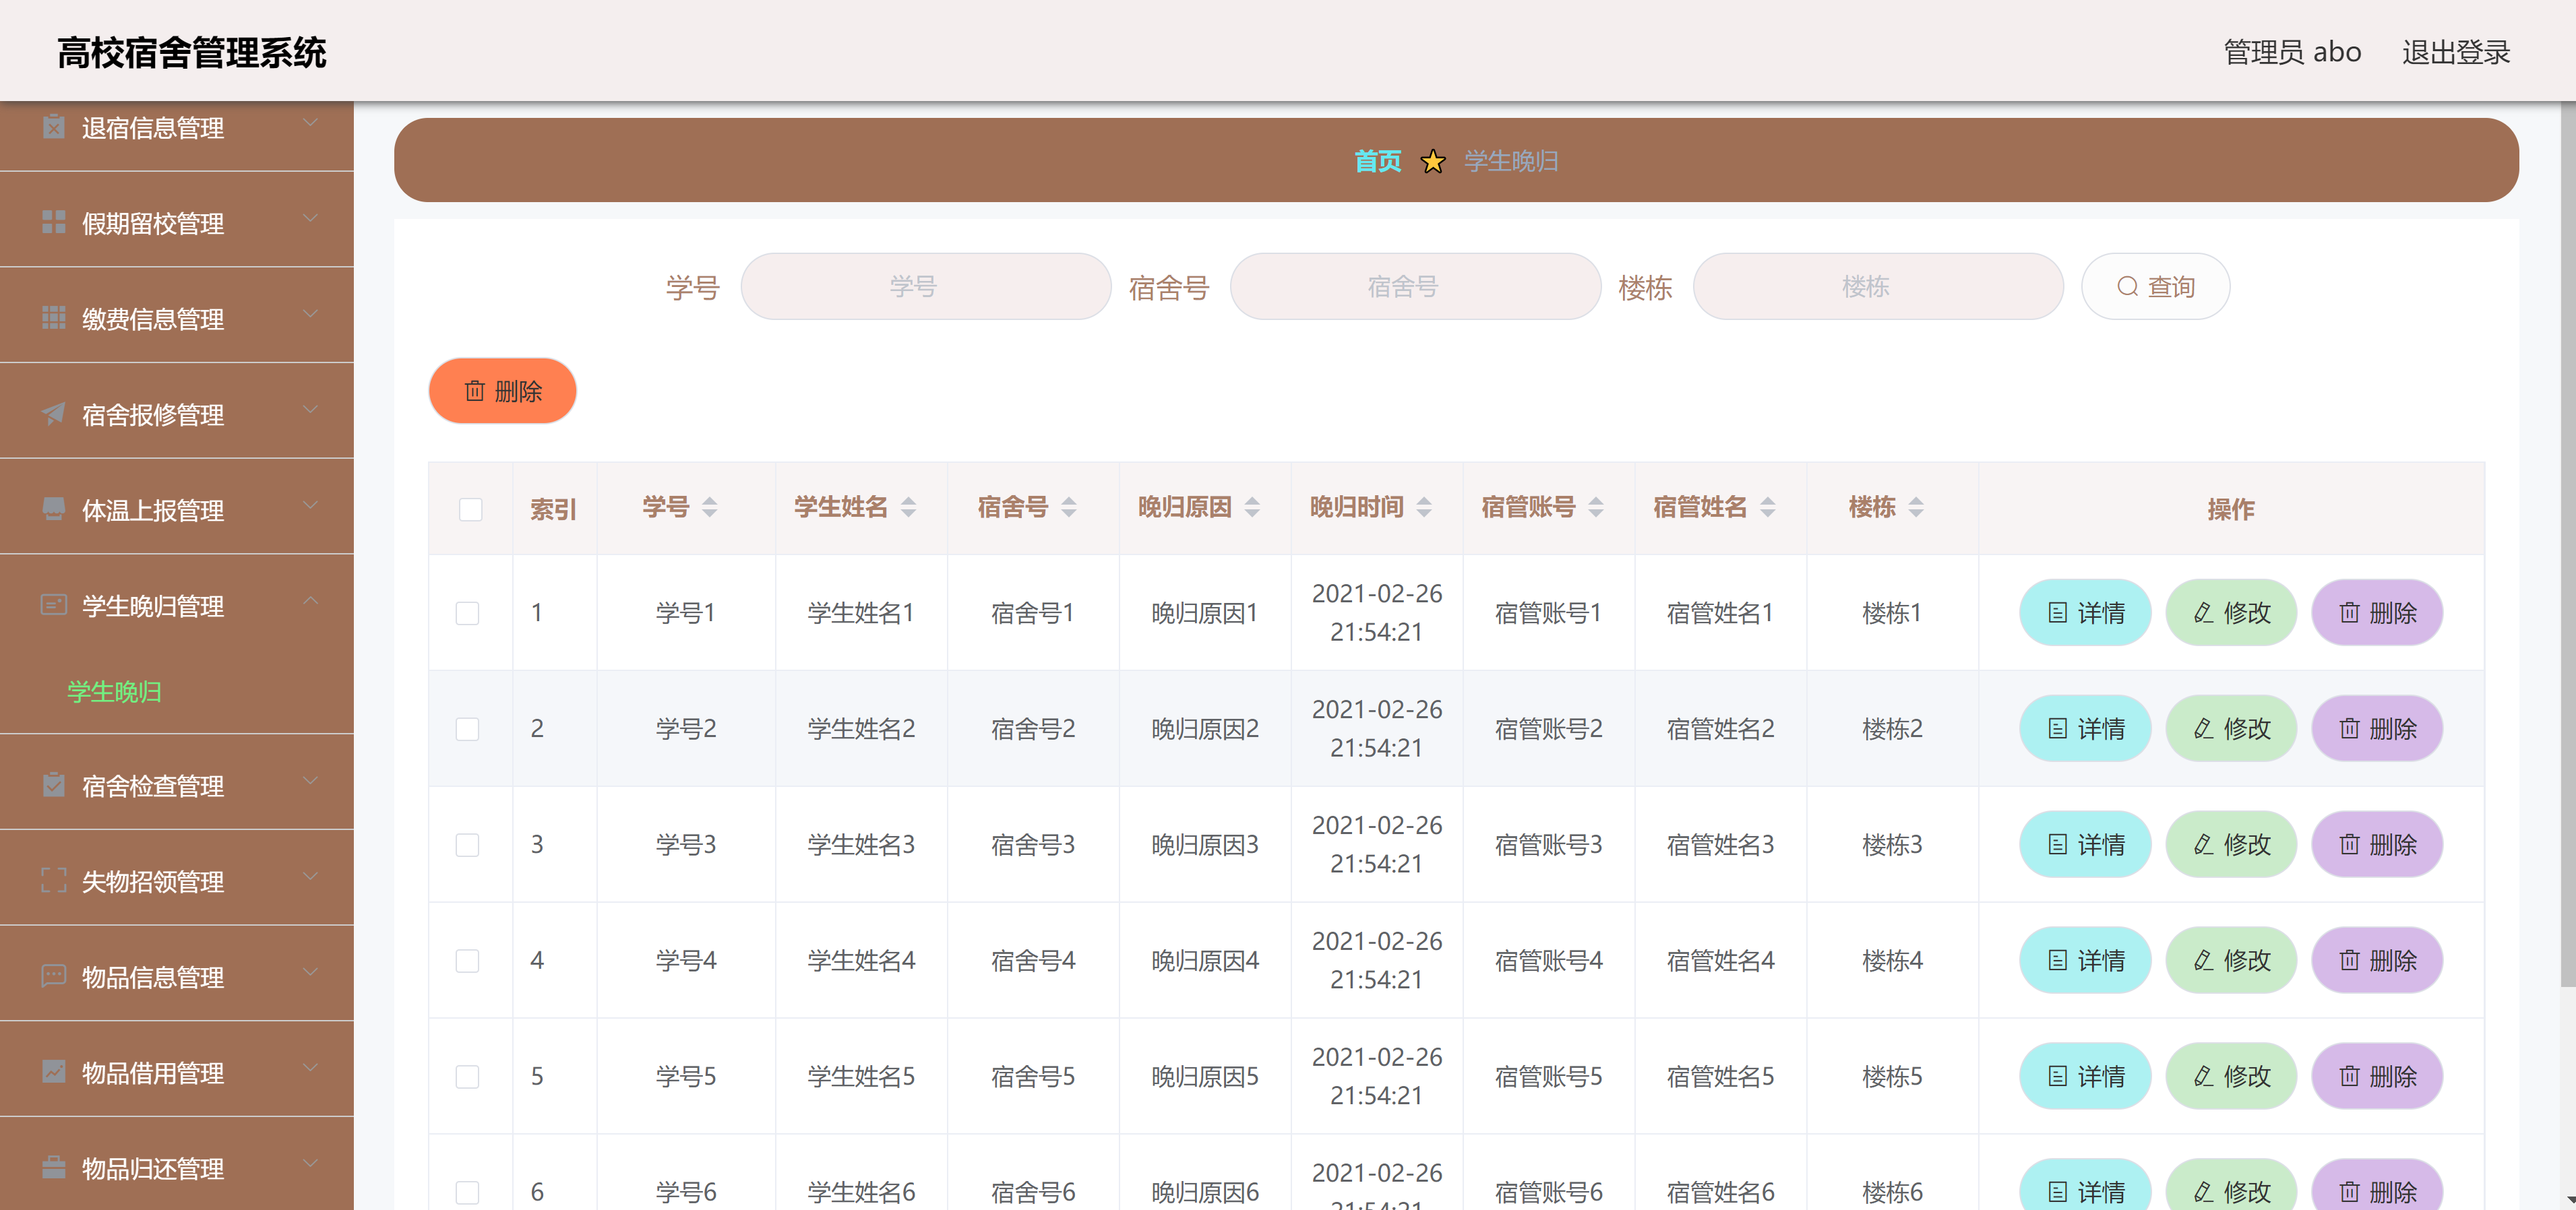 高校宿舍管理系统
管理员 abo 退出登录
退宿信息管理
假期留校管理
缴费信息管理
宿舍报修管理
体温上报管理
学生晚归管理
学生晚归
宿舍检查管理
失物招领管理
物品信息管理
物品借用管理
物品归还管理
首页 学生晚归
学号 学号 宿舍号 宿舍号 楼栋 楼栋 查询
删除
索引 学号 学生姓名 宿舍号 晚归原因 晚归时间 宿管账号 宿管姓名 楼栋 操作
1 学号1 学生姓名1 宿舍号1 晚归原因1 2021-02-26 21:54:21 宿管账号1 宿管姓名1 楼栋1 详情 修改 删除
2 学号2 学生姓名2 宿舍号2 晚归原因2 2021-02-26 21:54:21 宿管账号2 宿管姓名2 楼栋2 详情 修改 删除
3 学号3 学生姓名3 宿舍号3 晚归原因3 2021-02-26 21:54:21 宿管账号3 宿管姓名3 楼栋3 详情 修改 删除
4 学号4 学生姓名4 宿舍号4 晚归原因4 2021-02-26 21:54:21 宿管账号4 宿管姓名4 楼栋4 详情 修改 删除
5 学号5 学生姓名5 宿舍号5 晚归原因5 2021-02-26 21:54:21 宿管账号5 宿管姓名5 楼栋5 详情 修改 删除
6 学号6 学生姓名6 宿舍号6 晚归原因6 2021-02-26 宿管账号6 宿管姓名6 楼栋6 详情 修改 删除